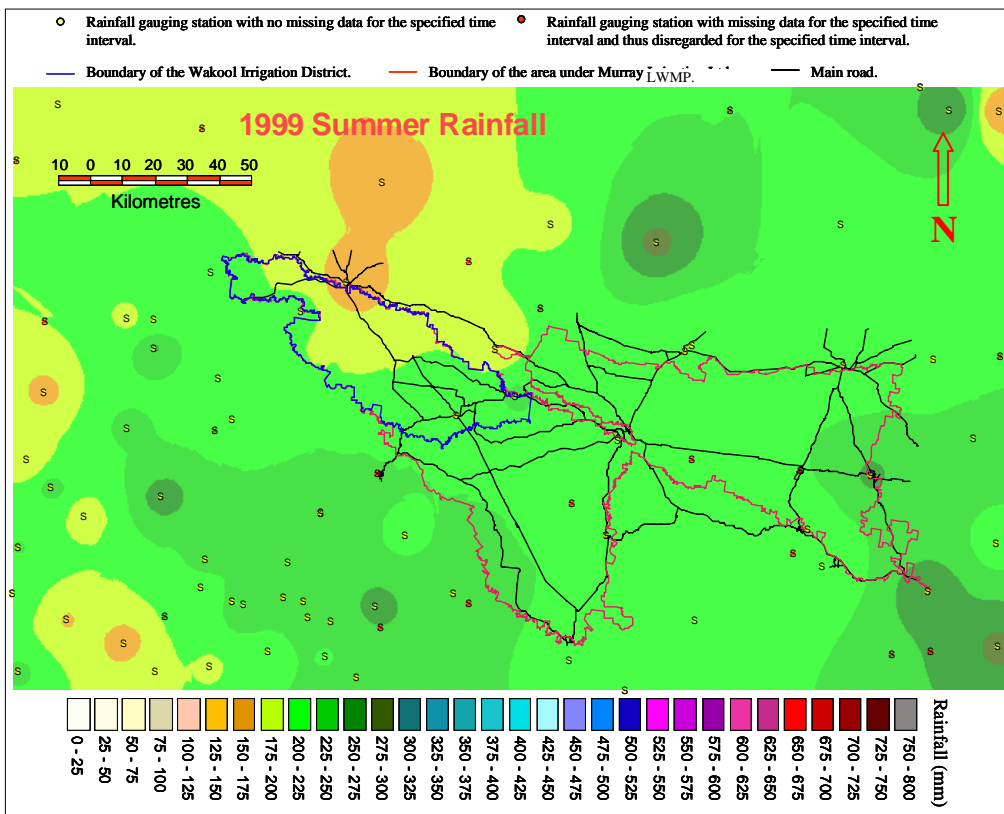 Rainfall gauging station with no missing data for the specified time
interval.
Rainfall gauging station with missing data for the specified time
interval and thus disregarded for the specified time interval.
Boundary of the Wakool Irrigation District.
Boundary of the area under Murray
LWMP.
Main road.
1999 Summer Rainfall
10 0 10 20 30 40 50
Kilometres
N
Rainfall (mm)
0 - 25
25 - 50
50 - 75
75 - 100
100 - 125
125 - 150
150 - 175
175 - 200
200 - 225
225 - 250
250 - 275
275 - 300
300 - 325
325 - 350
350 - 375
375 - 400
400 - 425
425 - 450
450 - 475
475 - 500
500 - 525
525 - 550
550 - 575
575 - 600
600 - 625
625 - 650
650 - 675
675 - 700
700 - 725
725 - 750
750 - 800